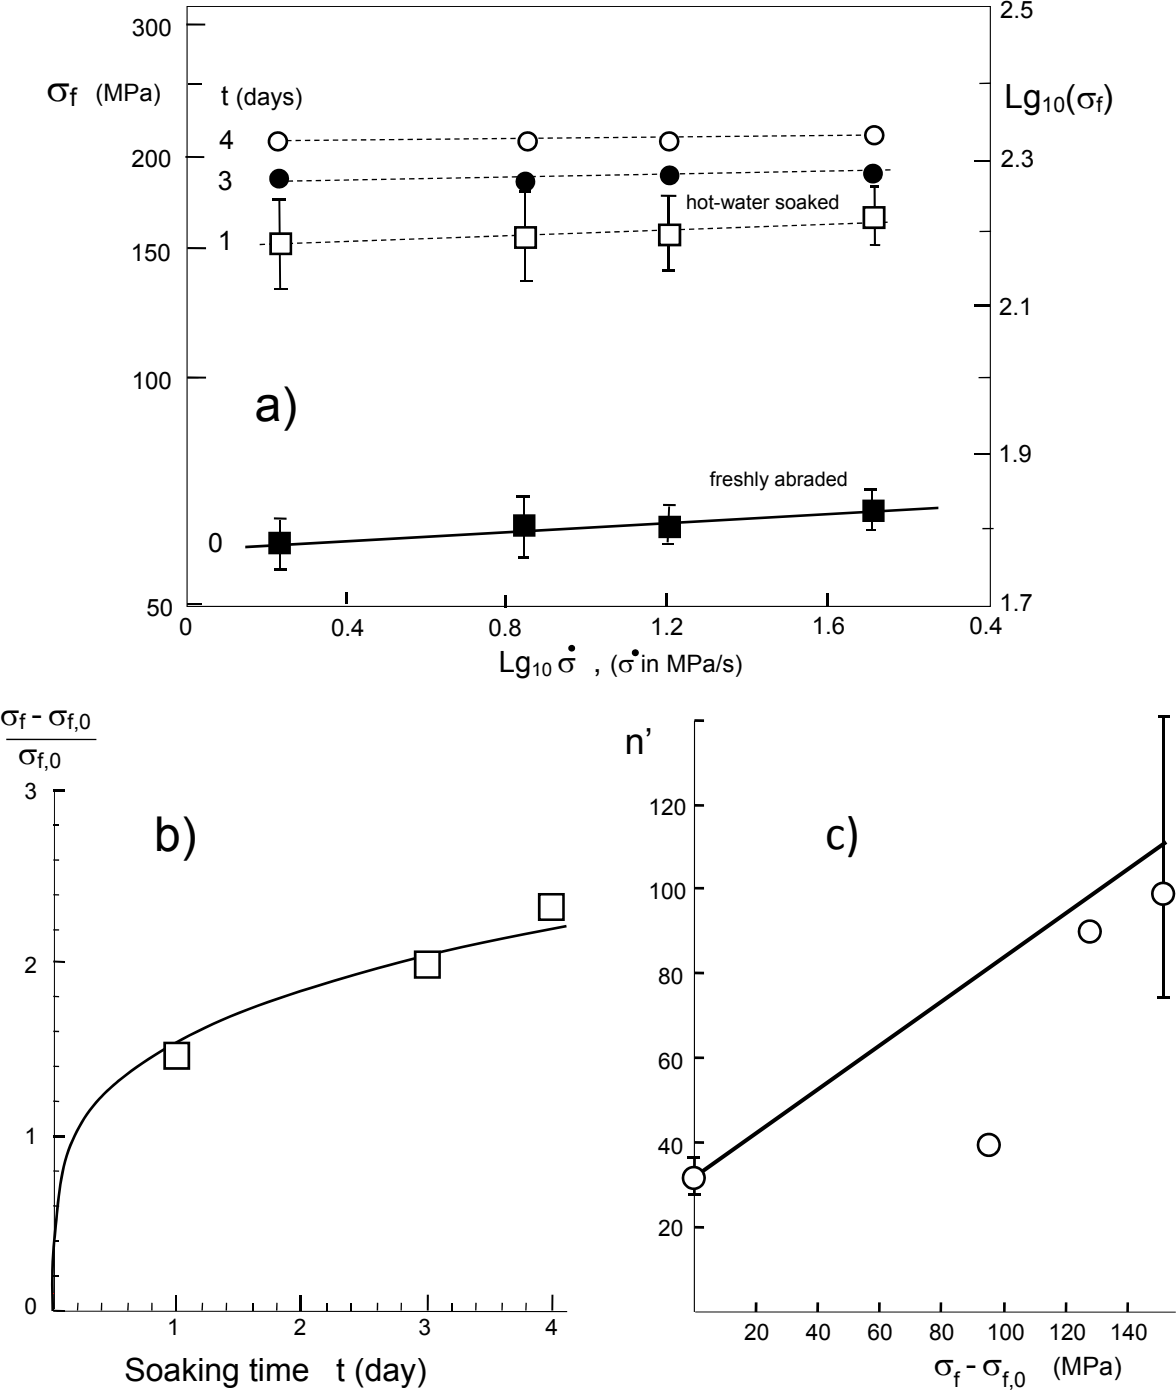 300
2.5
σf (MPa)
t (days)
Lg10(σf)
4
200
2.3
3
hot-water soaked
1
150
2.1
100
a)
1.9
freshly abraded
0
50
1.7
0 0.4 0.8 1.2 1.6 0.4
Lg10 σ̇ , (σ̇ in MPa/s)
σf - σf,0
σf,0
3
b)
2
1
0
1 2 3 4
Soaking time t (day)
n’
120
c)
100
80
60
40
20
20 40 60 80 100 120 140
σf - σf,0 (MPa)